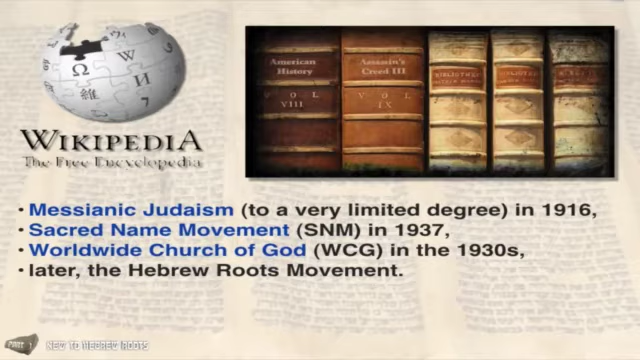 WIKIPEDIA
The Free Encyclopedia
American
History
VOL
VIII
Assassin's
Creed III
VOL
IX
• Messianic Judaism (to a very limited degree) in 1916,
• Sacred Name Movement (SNM) in 1937,
• Worldwide Church of God (WCG) in the 1930s,
• later, the Hebrew Roots Movement.
PART 1 NEW TO HEBREW ROOTS